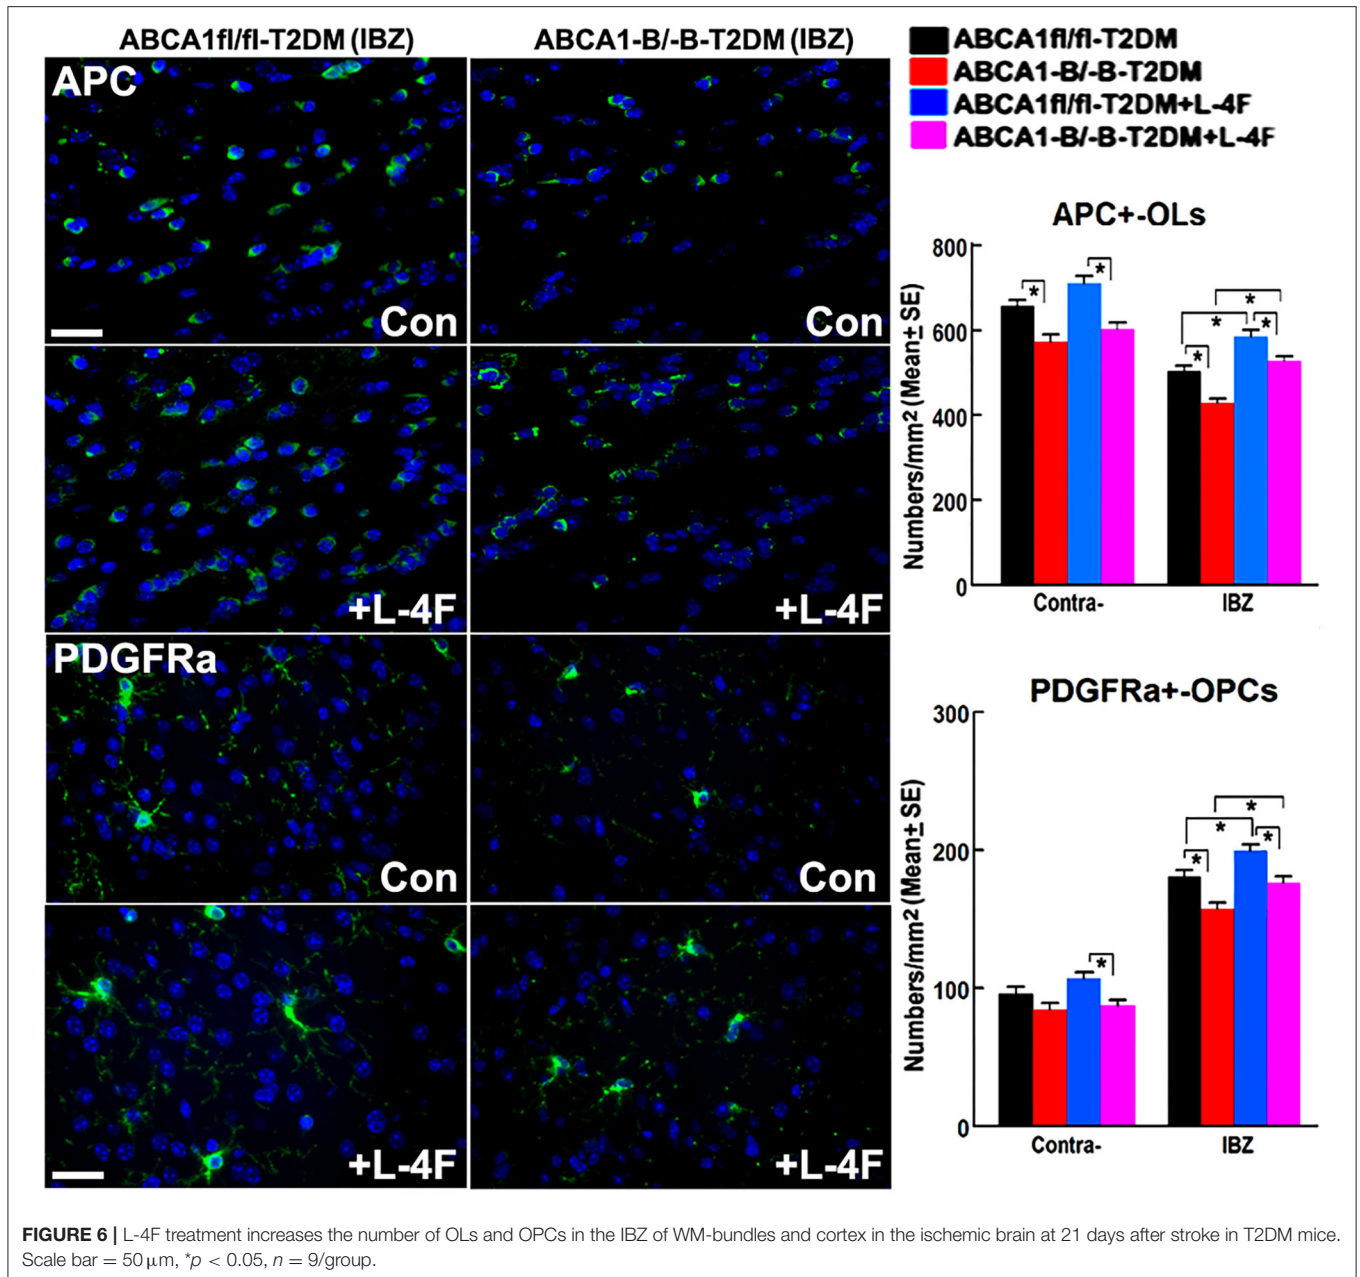 ABCA1fl/fl-T2DM (IBZ)
ABCA1-B/-B-T2DM (IBZ)
APC
Con
Con
+L-4F
+L-4F
PDGFRa
Con
Con
+L-4F
+L-4F
ABCA1fl/fl-T2DM
ABCA1-B/-B-T2DM
ABCA1fl/fl-T2DM+L-4F
ABCA1-B/-B-T2DM+L-4F
APC+-OLs
Numbers/mm² (Mean± SE)
800
600
400
200
0
* * * * * *
Contra-
IBZ
PDGFRa+-OPCs
Numbers/mm² (Mean± SE)
300
200
100
0
* * * * *
Contra-
IBZ
FIGURE 6 | L-4F treatment increases the number of OLs and OPCs in the IBZ of WM-bundles and cortex in the ischemic brain at 21 days after stroke in T2DM mice.
Scale bar = 50 μm, *p < 0.05, n = 9/group.